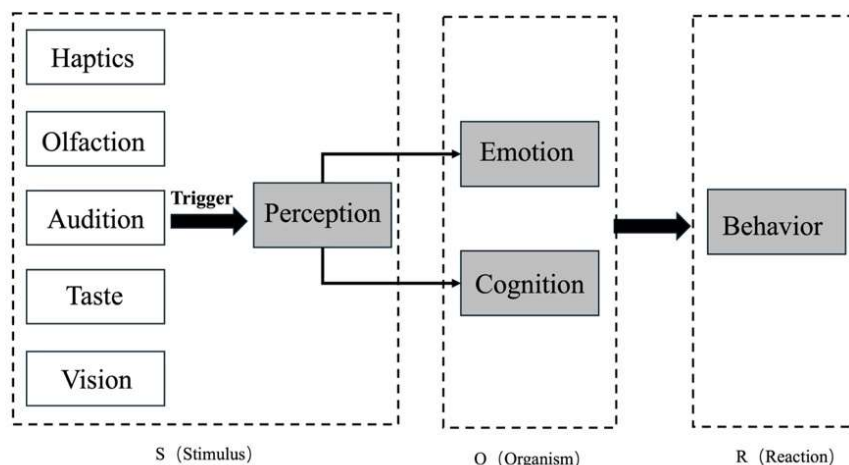 Haptics
Olfaction
Audition
Taste
Vision
Trigger
Perception
Emotion
Cognition
Behavior
S（Stimulus）
O（Organism）
R（Reaction）